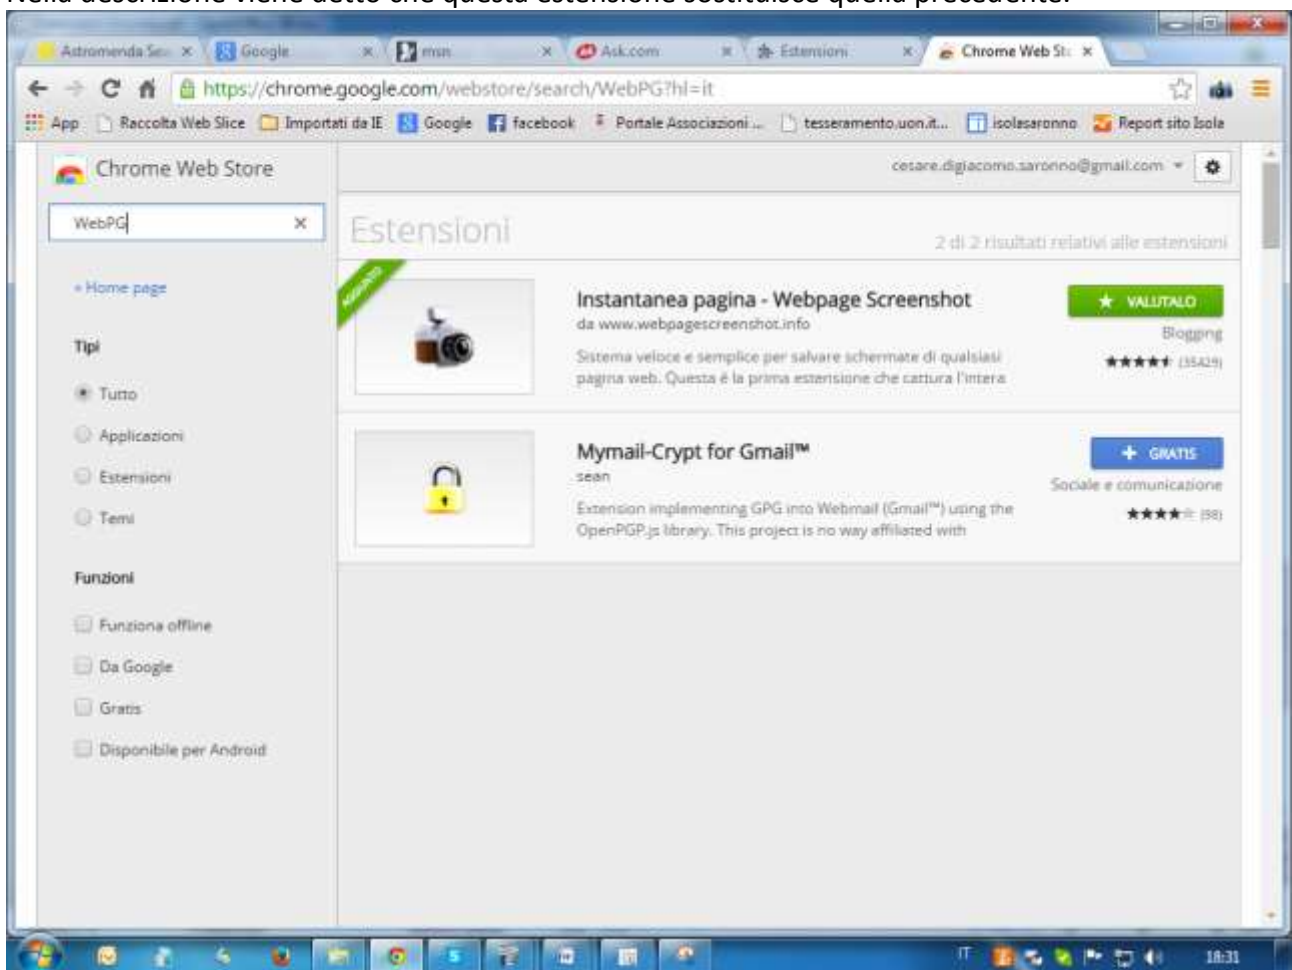 Nella descrizione viene detto che questa estensione sostituisce quella precedente.
Astromenda Sea
Google
msn
Ask.com
Estensioni
Chrome Web St
https://chrome.google.com/webstore/search/WebPG?hl=it
App
Raccolta Web Slice
Importati da IE
Google
facebook
Portale Associazioni ...
tesseramento.uon.it...
isolasaronno
Report sito Isola
Chrome Web Store
cesare.digiacomo.saronno@gmail.com
WebPG
Estensioni
2 di 2 risultati relativi alle estensioni
« Home page
Tipi
Tutto
Applicazioni
Estensioni
Temi
Funzioni
Funziona offline
Da Google
Gratis
Disponibile per Android
AGGIUNTO
Instantanea pagina - Webpage Screenshot
da www.webpagescreenshot.info
Sistema veloce e semplice per salvare schermate di qualsiasi
pagina web. Questa è la prima estensione che cattura l'intera
VALUTALO
Blogging
(35429)
Mymail-Crypt for Gmail™
sean
Extension implementing GPG into Webmail (Gmail™) using the
OpenPGP.js library. This project is no way affiliated with
GRATIS
Sociale e comunicazione
(98)
IT
18:31